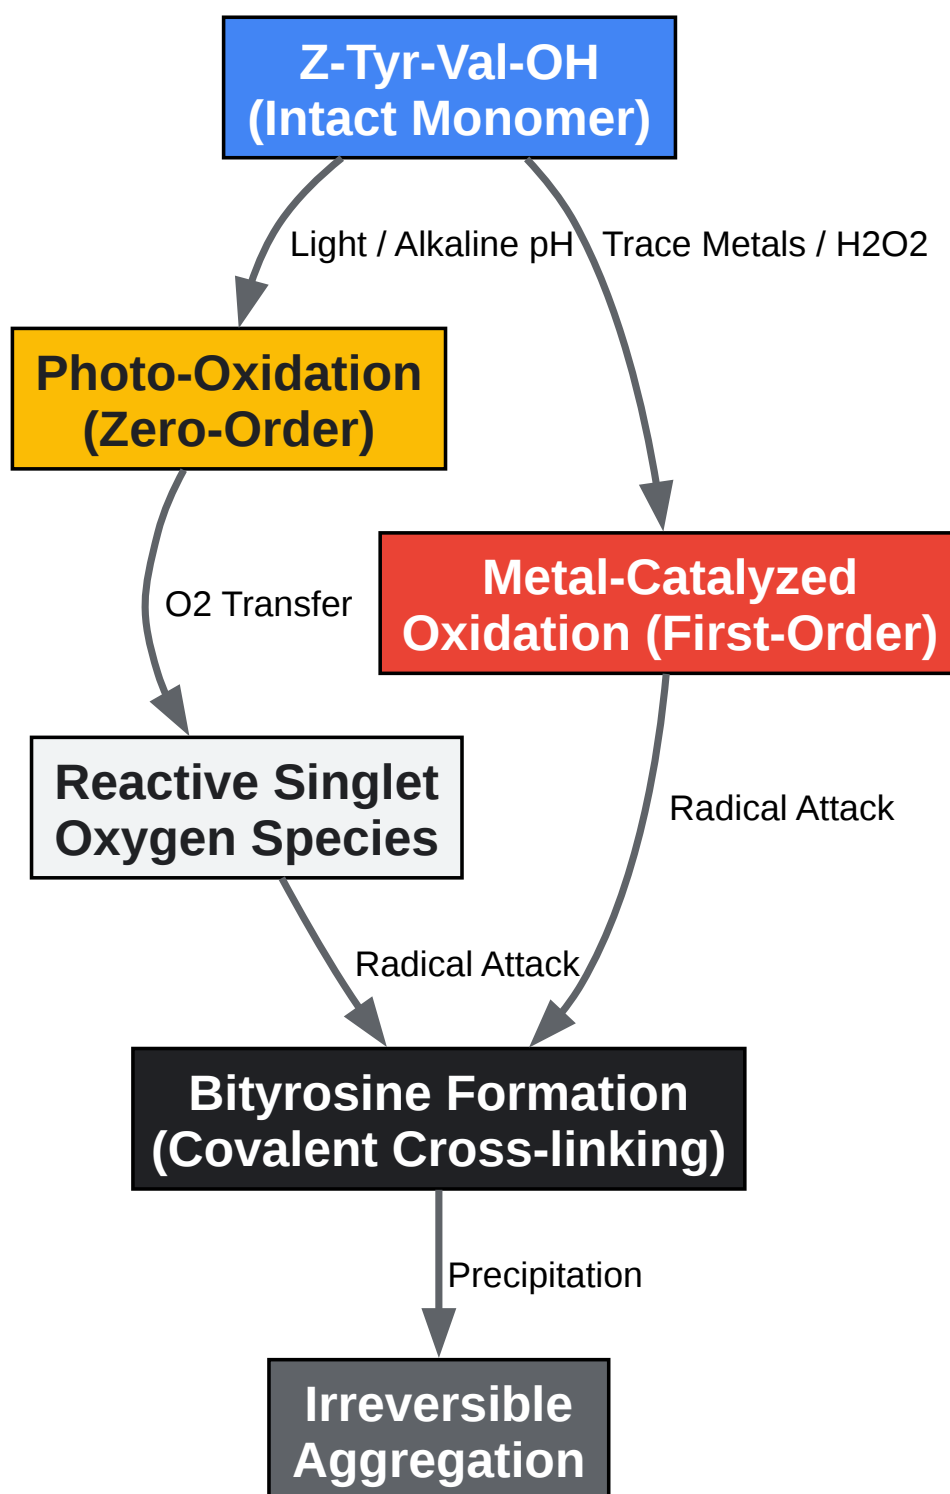 Z-Tyr-Val-OH
(Intact Monomer)
Light / Alkaline pH
Trace Metals / H2O2
Photo-Oxidation
(Zero-Order)
Metal-Catalyzed
Oxidation (First-Order)
O2 Transfer
Reactive Singlet
Oxygen Species
Radical Attack
Radical Attack
Bityrosine Formation
(Covalent Cross-linking)
Precipitation
Irreversible
Aggregation